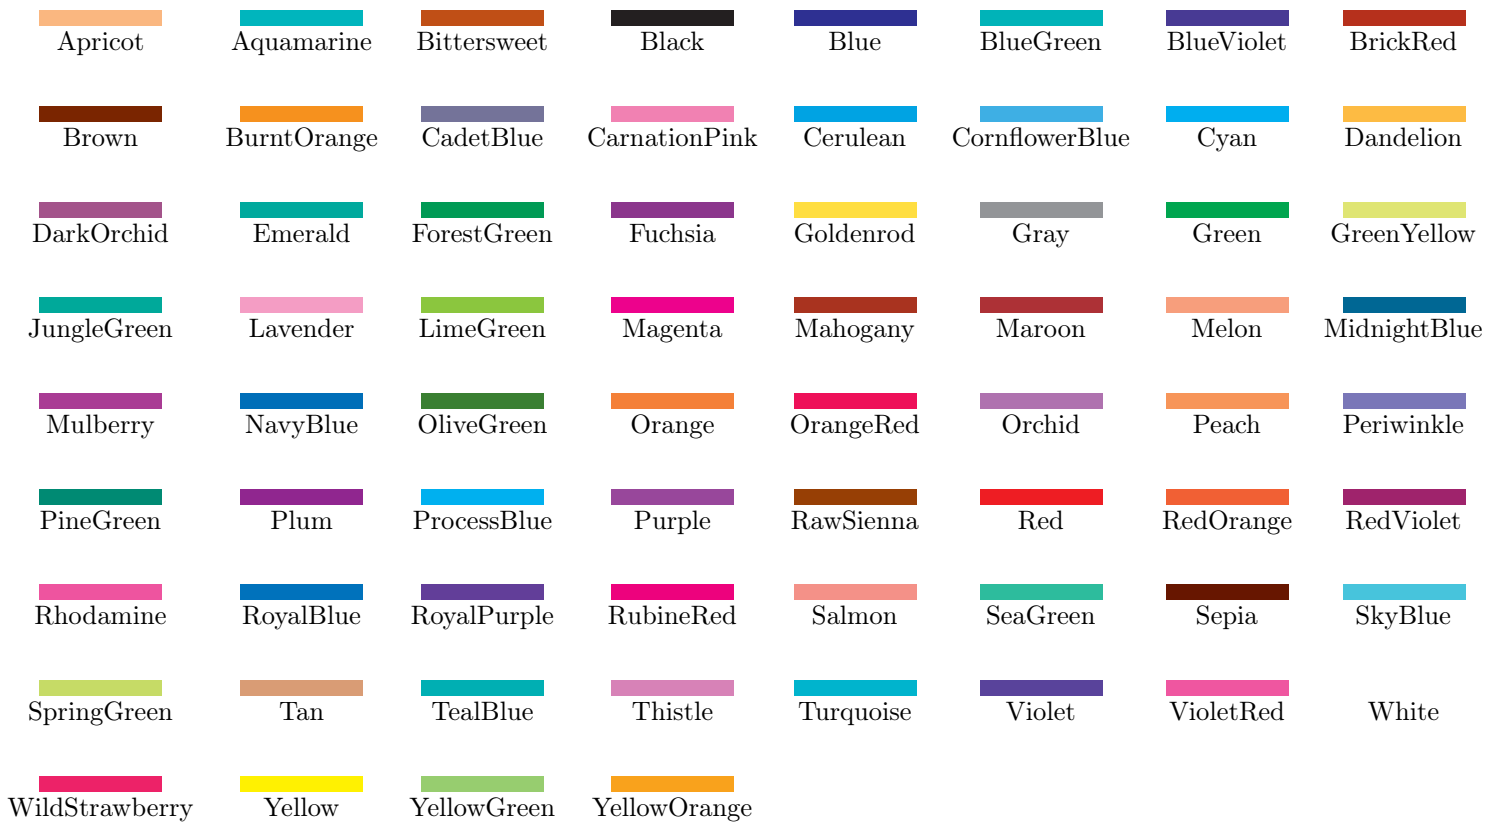 Apricot Aquamarine Bittersweet Black Blue BlueGreen BlueViolet BrickRed
Brown BurntOrange CadetBlue CarnationPink Cerulean CornflowerBlue Cyan Dandelion
DarkOrchid Emerald ForestGreen Fuchsia Goldenrod Gray Green GreenYellow
JungleGreen Lavender LimeGreen Magenta Mahogany Maroon Melon MidnightBlue
Mulberry NavyBlue OliveGreen Orange OrangeRed Orchid Peach Periwinkle
PineGreen Plum ProcessBlue Purple RawSienna Red RedOrange RedViolet
Rhodamine RoyalBlue RoyalPurple RubineRed Salmon SeaGreen Sepia SkyBlue
SpringGreen Tan TealBlue Thistle Turquoise Violet VioletRed White
WildStrawberry Yellow YellowGreen YellowOrange